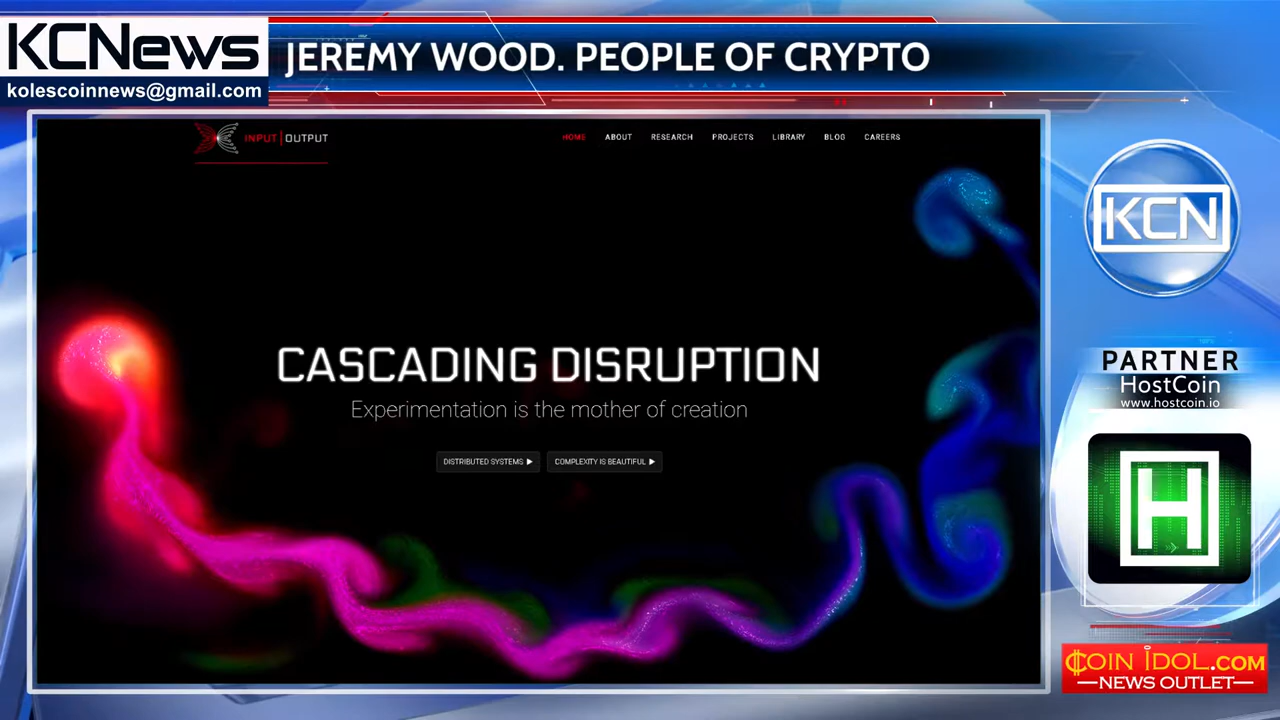 KCNews
kolescoinnews@gmail.com
JEREMY WOOD. PEOPLE OF CRYPTO
INPUT | OUTPUT
HOME ABOUT RESEARCH PROJECTS LIBRARY BLOG CAREERS
CASCADING DISRUPTION
Experimentation is the mother of creation
DISTRIBUTED SYSTEMS COMPLEXITY IS BEAUTIFUL
KCN
PARTNER
HostCoin
www.hostcoin.io
H
COIN IDOL.COM
NEWS OUTLET